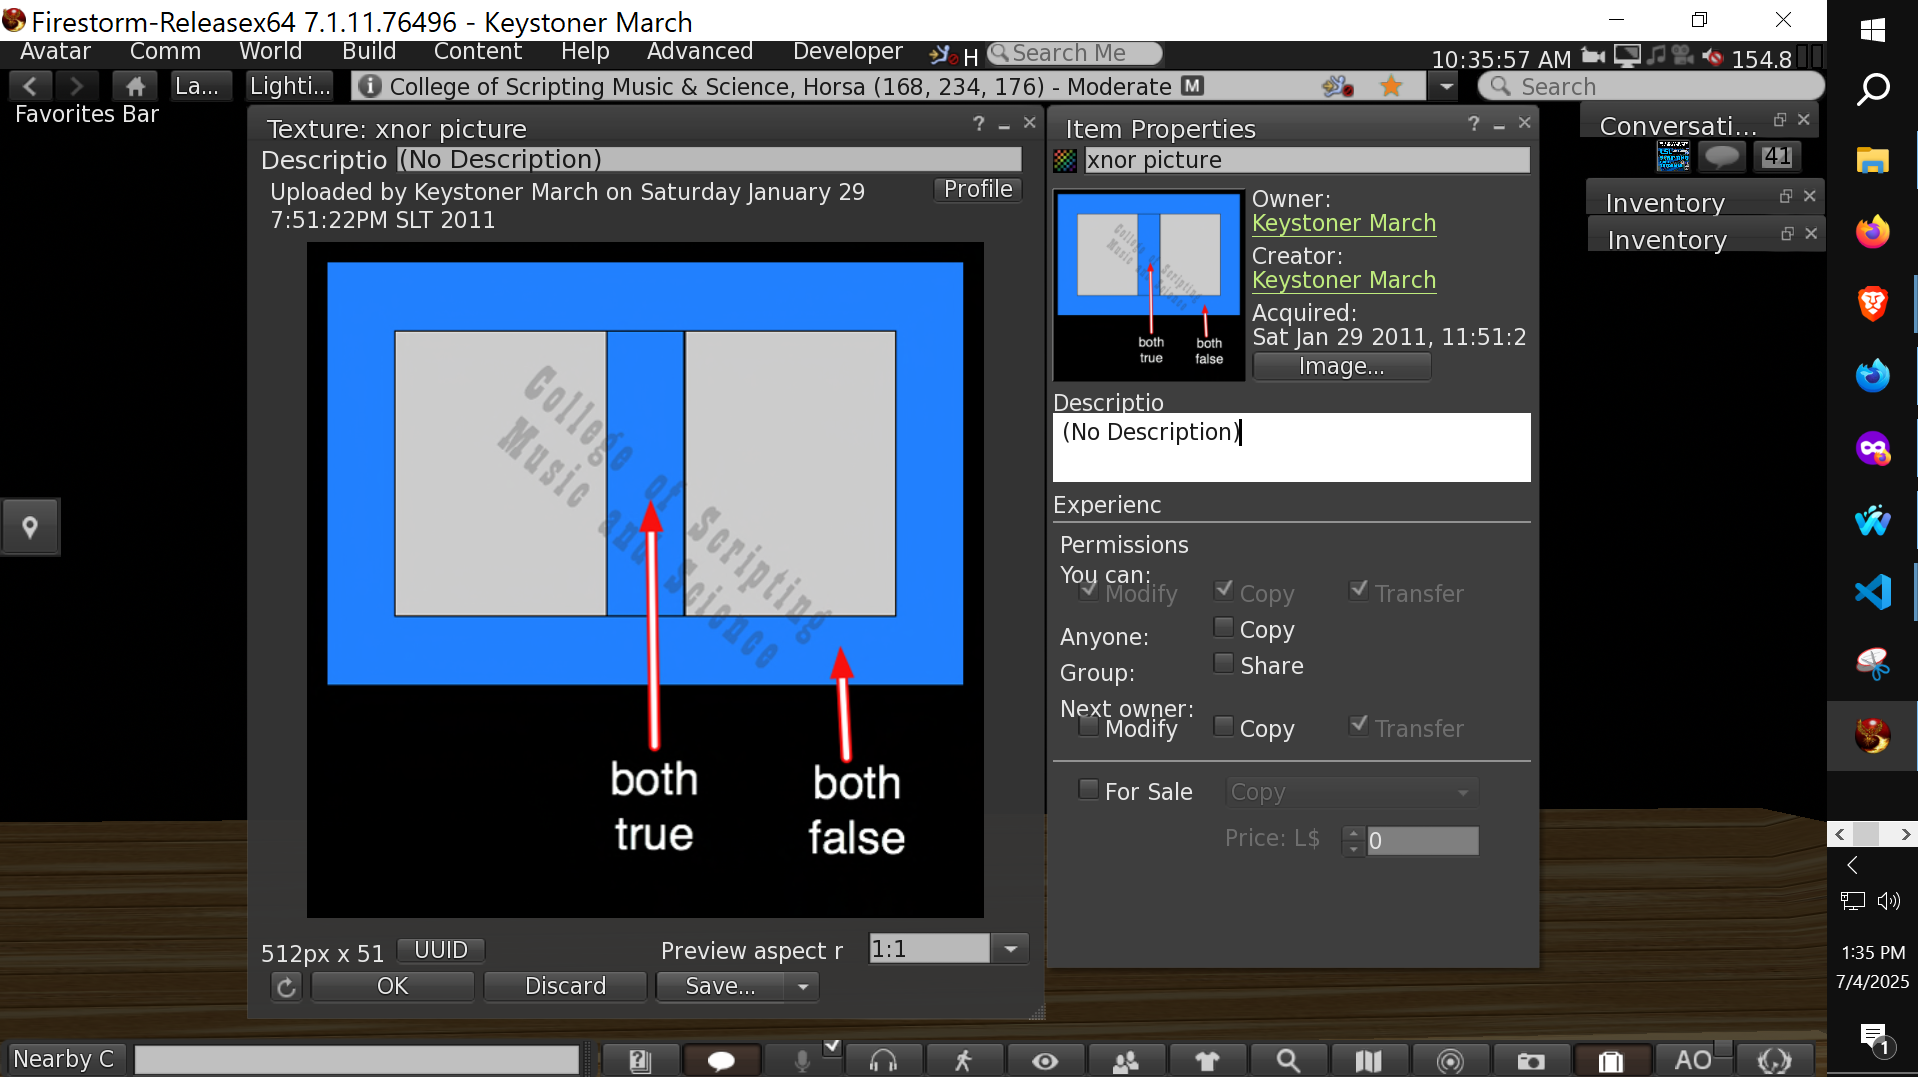 Firestorm-Releasex64 7.1.11.76496 - Keystoner March
Avatar Comm World Build Content Help Advanced Developer H Search Me 10:35:57 AM 154.8
La... Lighti... College of Scripting Music & Science, Horsa (168, 234, 176) - Moderate M Search
Favorites Bar
Texture: xnor picture ?
Descriptio (No Description)
Uploaded by Keystoner March on Saturday January 29
7:51:22PM SLT 2011
Profile
College of Scripting
Music and Science
both
true
both
false
512px x 51 UUID Preview aspect r 1:1
OK Discard Save...
Item Properties ?
xnor picture
College of Scripting
Music and Science
both
true
both
false
Owner:
Keystoner March
Creator:
Keystoner March
Acquired:
Sat Jan 29 2011, 11:51:2
Image...
Descriptio
(No Description)
Experienc
Permissions
You can:
Modify Copy Transfer
Anyone: Copy
Group: Share
Next owner:
Modify Copy Transfer
For Sale Copy
Price: L$ 0
Conversati...
41
Inventory
Inventory
Nearby C
AO
1:35 PM
7/4/2025
1